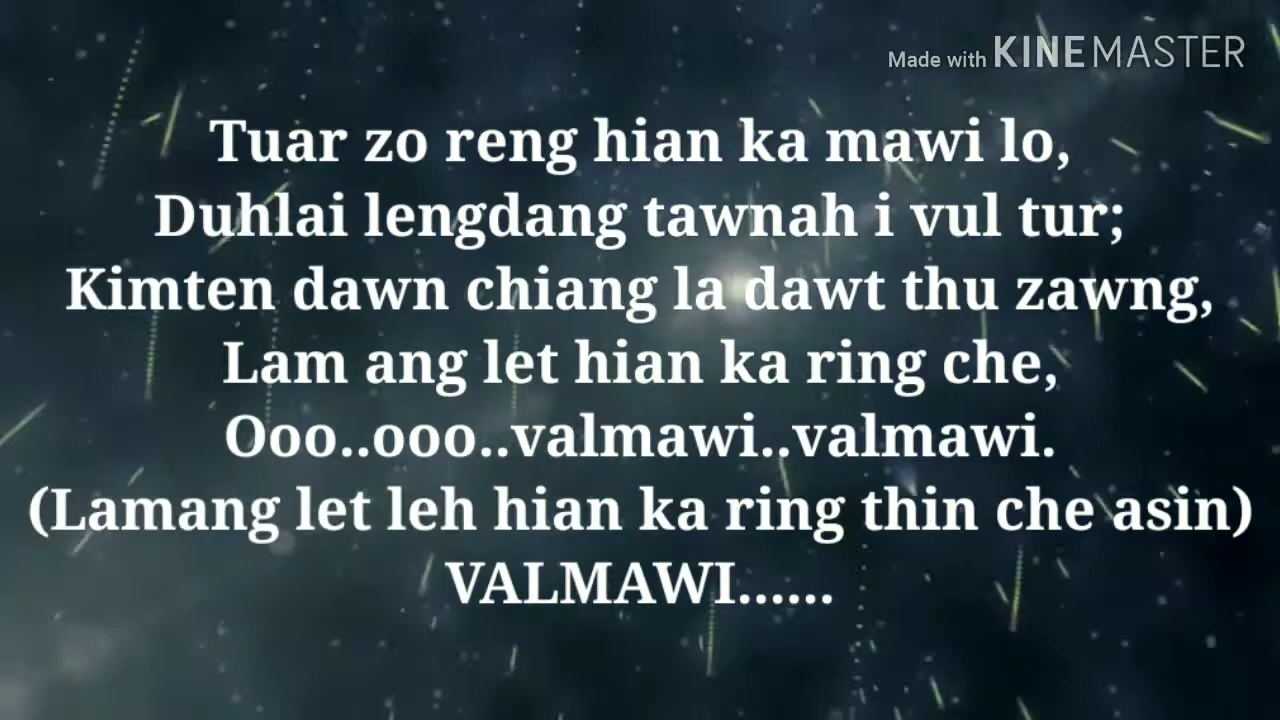 Made with KINEMASTER
Tuar zo reng hian ka mawi lo,
Duhlai lengdang tawnah i vul tur;
Kimten dawn chiang la dawt thu zawng,
Lam ang let hian ka ring che,
Ooo..ooo..valmawi..valmawi.
(Lamang let leh hian ka ring thin che asin)
VALMAWI......